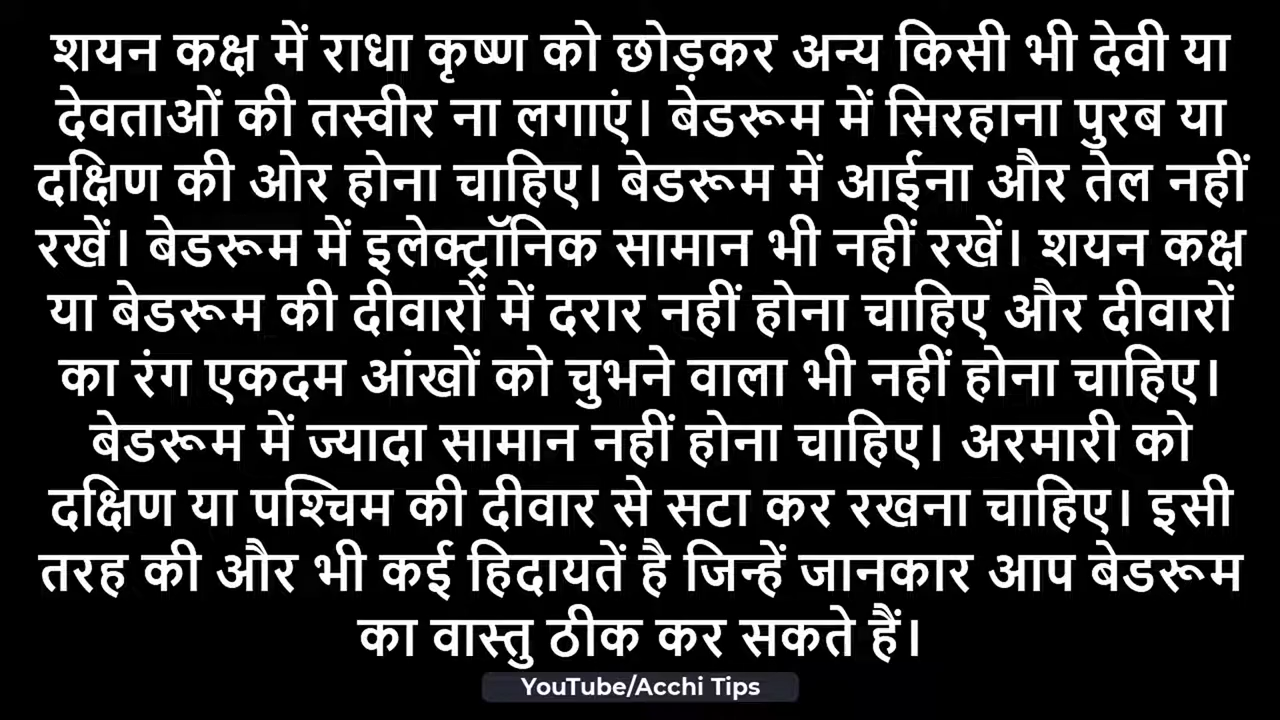 शयन कक्ष में राधा कृष्ण को छोड़कर अन्य किसी भी देवी या
देवताओं की तस्वीर ना लगाएं। बेडरूम में सिरहाना पुरब या
दक्षिण की ओर होना चाहिए। बेडरूम में आईना और तेल नहीं
रखें। बेडरूम में इलेक्ट्रॉनिक सामान भी नहीं रखें। शयन कक्ष
या बेडरूम की दीवारों में दरार नहीं होना चाहिए और दीवारों
का रंग एकदम आंखों को चुभने वाला भी नहीं होना चाहिए।
बेडरूम में ज्यादा सामान नहीं होना चाहिए। अरमारी को
दक्षिण या पश्चिम की दीवार से सटा कर रखना चाहिए। इसी
तरह की और भी कई हिदायतें है जिन्हें जानकार आप बेडरूम
का वास्तु ठीक कर सकते हैं।
YouTube/Acchi Tips